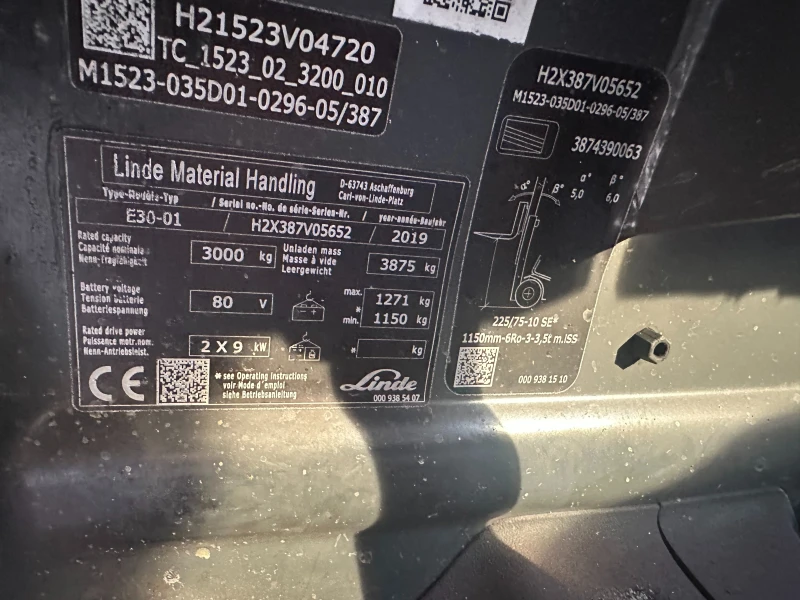 H21523V04720
TC_1523_02_3200_010
M1523-035D01-0296-05/387
Linde Material Handling
D-63743 Aschaffenburg
Carl-von-Linde-Platz
Type-Modèle-Typ / Serial no.-No. de série-Serien-Nr. / year-année-Baujahr
E30-01 / H2X387V05652 / 2019
Rated capacity
Capacité nominale
Nenn-Tragfähigkeit
3000 kg
Unladen mass
Masse à vide
Leergewicht
3875 kg
Battery voltage
Tension batterie
Batteriespannung
80 V
max. 1271 kg
*
min. 1150 kg
Rated drive power
Puissance motr.nom.
Nenn-Antriebsleist.
2 X 9 kW
* kg
CE
* see Operating instructions
voir Mode d'emploi
siehe Betriebsanleitung
Linde
000 938 54 07
H2X387V05652
M1523-035D01-0296-05/387
3874390063
α° β°
5,0 6,0
α° β°
225/75-10 SE*
1150mm-6Ro-3-3,5t m.ISS
000 938 15 10